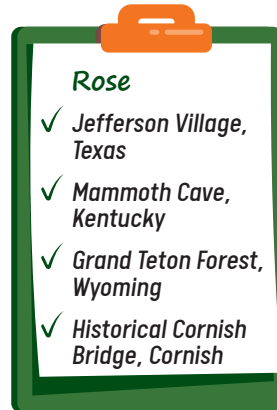 Rose
Jefferson Village,
Texas
Mammoth Cave,
Kentucky
Grand Teton Forest,
Wyoming
Historical Cornish
Bridge, Cornish